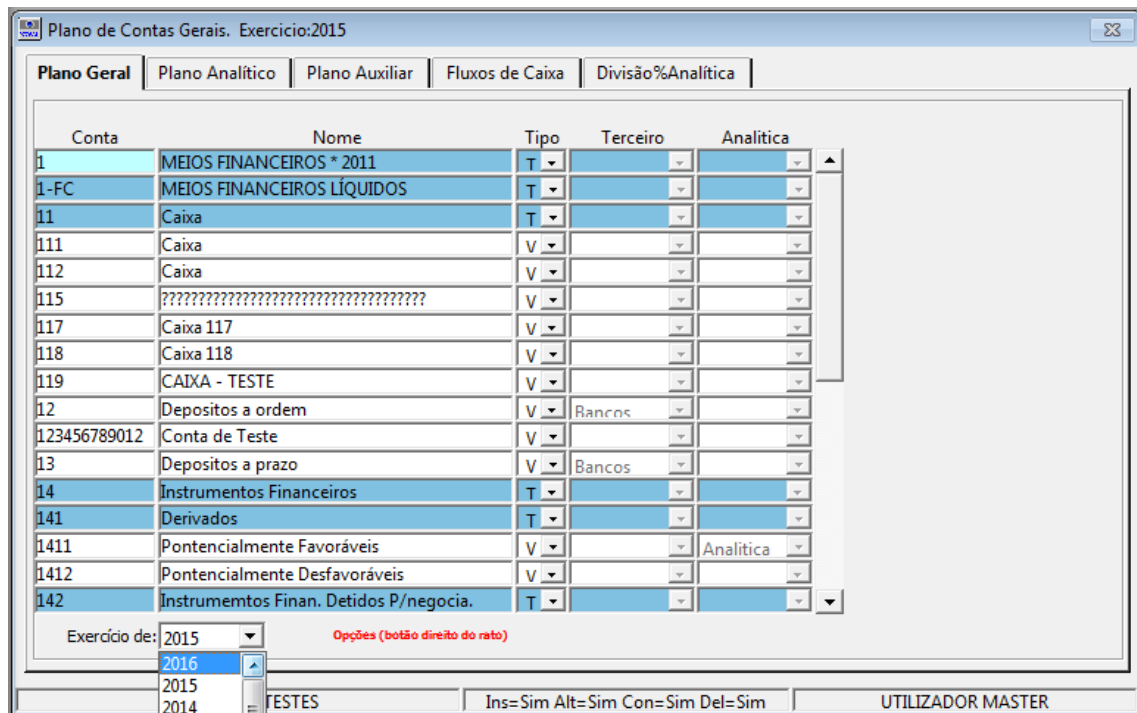 Plano de Contas Gerais. Exercicio:2015
Plano Geral Plano Analítico Plano Auxiliar Fluxos de Caixa Divisão%Analítica
Conta Nome Tipo Terceiro Analitica
1 MEIOS FINANCEIROS * 2011 T
1-FC MEIOS FINANCEIROS LÍQUIDOS T
11 Caixa T
111 Caixa V
112 Caixa V
115 ???????????????????????????????????? V
117 Caixa 117 V
118 Caixa 118 V
119 CAIXA - TESTE V
12 Depositos a ordem V Bancos
123456789012 Conta de Teste V
13 Depositos a prazo V Bancos
14 Instrumentos Financeiros T
141 Derivados T
1411 Pontencialmente Favoráveis V Analitica
1412 Pontencialmente Desfavoráveis V
142 Instrumemtos Finan. Detidos P/negocia. T
Exercício de: 2015 Opções (botão direito do rato)
2016
2015
2014
TESTES Ins=Sim Alt=Sim Con=Sim Del=Sim UTILIZADOR MASTER